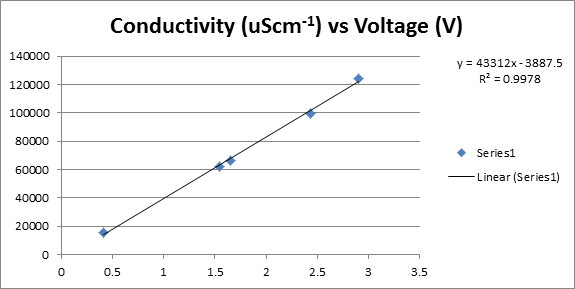 Conductivity (uScm-1) vs Voltage (V)
140000
120000
100000
80000
60000
40000
20000
0
0 0.5 1 1.5 2 2.5 3 3.5
y = 43312x - 3887.5
R² = 0.9978
Series1
Linear (Series1)